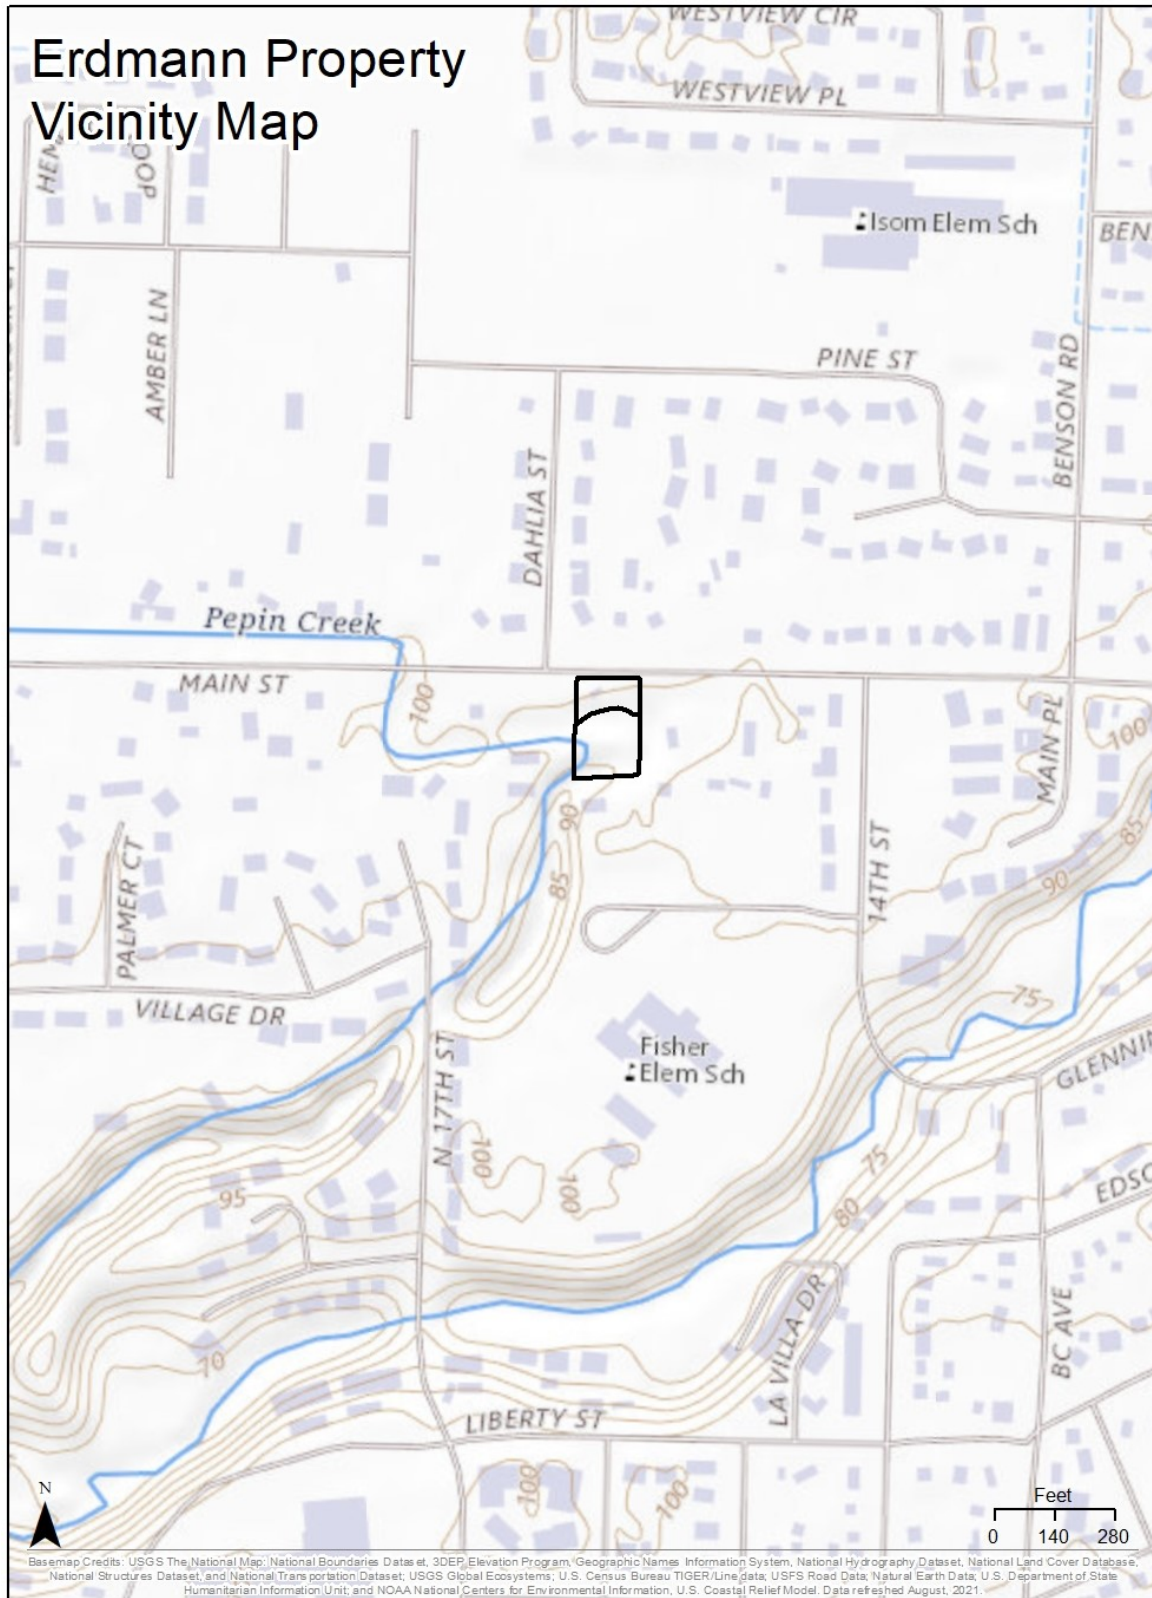 Erdmann Property
Vicinity Map
WESTVIEW CIR
WESTVIEW PL
Isom Elem Sch
BEN
AMBER LN
PINE ST
BENSON RD
DAHLIA ST
Pepin Creek
MAIN ST
100
MAIN PL
100
90
85
85
90
14TH ST
PALMER CT
75
VILLAGE DR
N 17TH ST
Fisher
Elem Sch
GLENNIN
100
100
75
80
95
EDSO
LA VILLA DR
BC AVE
70
LIBERTY ST
100
100
N
Feet
0 140 280
Basemap Credits: USGS The National Map: National Boundaries Dataset, 3DEP Elevation Program, Geographic Names Information System, National Hydrography Dataset, National Land Cover Database,
National Structures Dataset, and National Transportation Dataset; USGS Global Ecosystems; U.S. Census Bureau TIGER/Line data; USFS Road Data; Natural Earth Data; U.S. Department of State
Humanitarian Information Unit; and NOAA National Centers for Environmental Information, U.S. Coastal Relief Model. Data refreshed August, 2021.